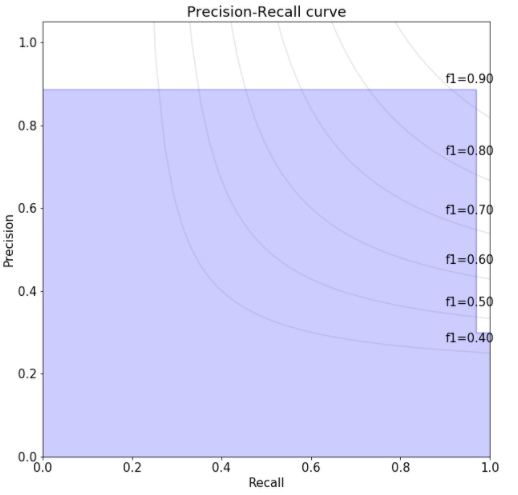 Precision-Recall curve
1.0
0.8
0.6
0.4
0.2
0.0
Precision
f1=0.90
f1=0.80
f1=0.70
f1=0.60
f1=0.50
f1=0.40
0.0 0.2 0.4 0.6 0.8 1.0
Recall